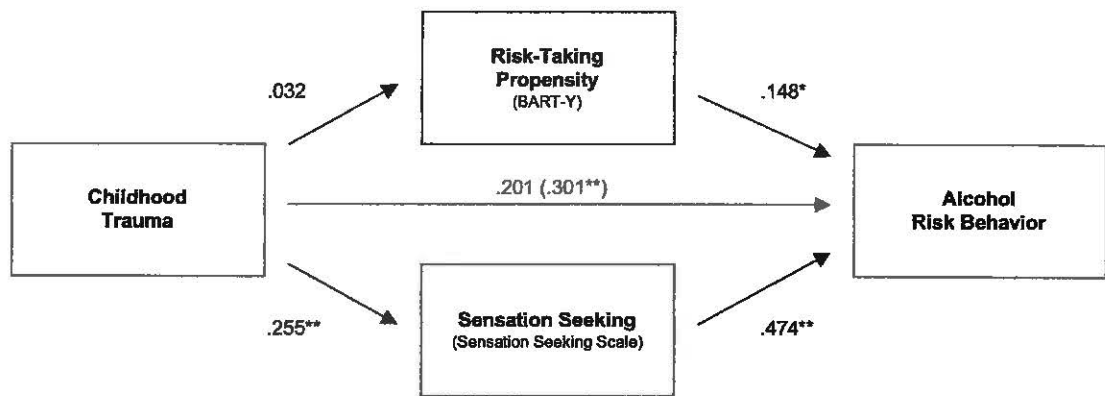 Risk-Taking
Propensity
(BART-Y)
.032
.148*
Childhood
Trauma
.201 (.301**)
Alcohol
Risk Behavior
.255**
Sensation Seeking
(Sensation Seeking Scale)
.474**